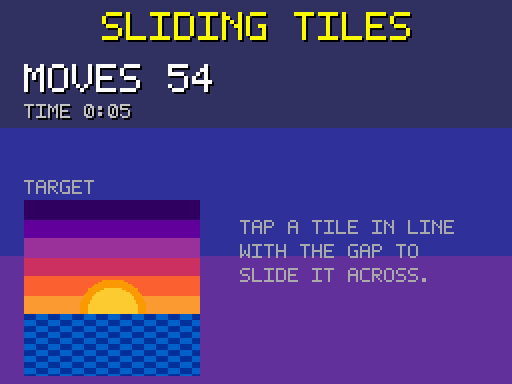 SLIDING TILES
MOVES 54
TIME 0:05
TARGET
TAP A TILE IN LINE
WITH THE GAP TO
SLIDE IT ACROSS.